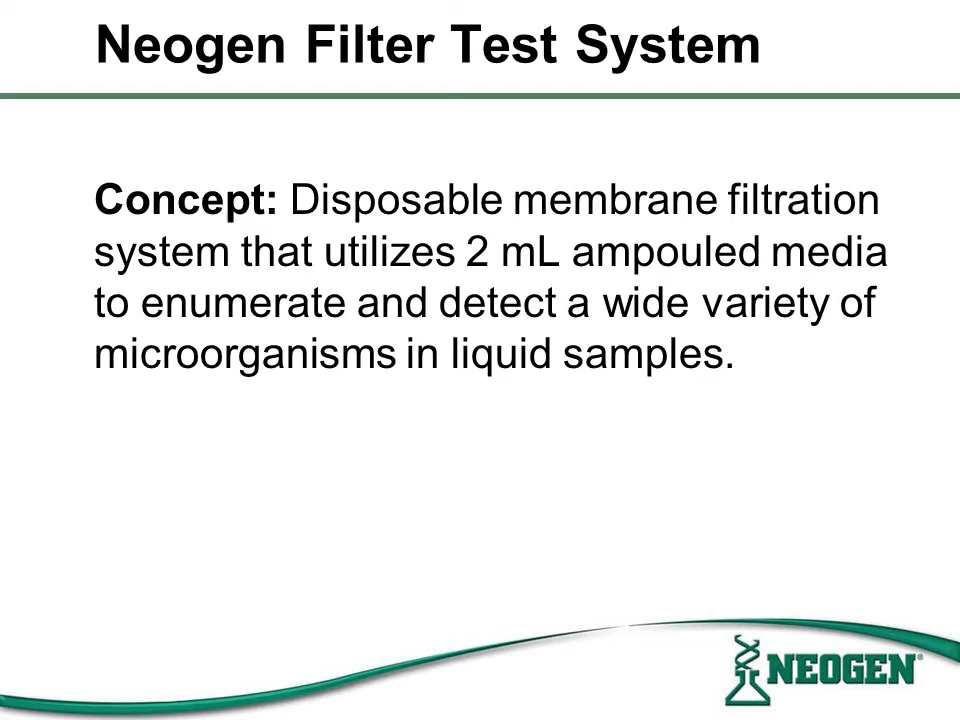 Neogen Filter Test System
Concept: Disposable membrane filtration
system that utilizes 2 mL ampouled media
to enumerate and detect a wide variety of
microorganisms in liquid samples.
NEOGEN®